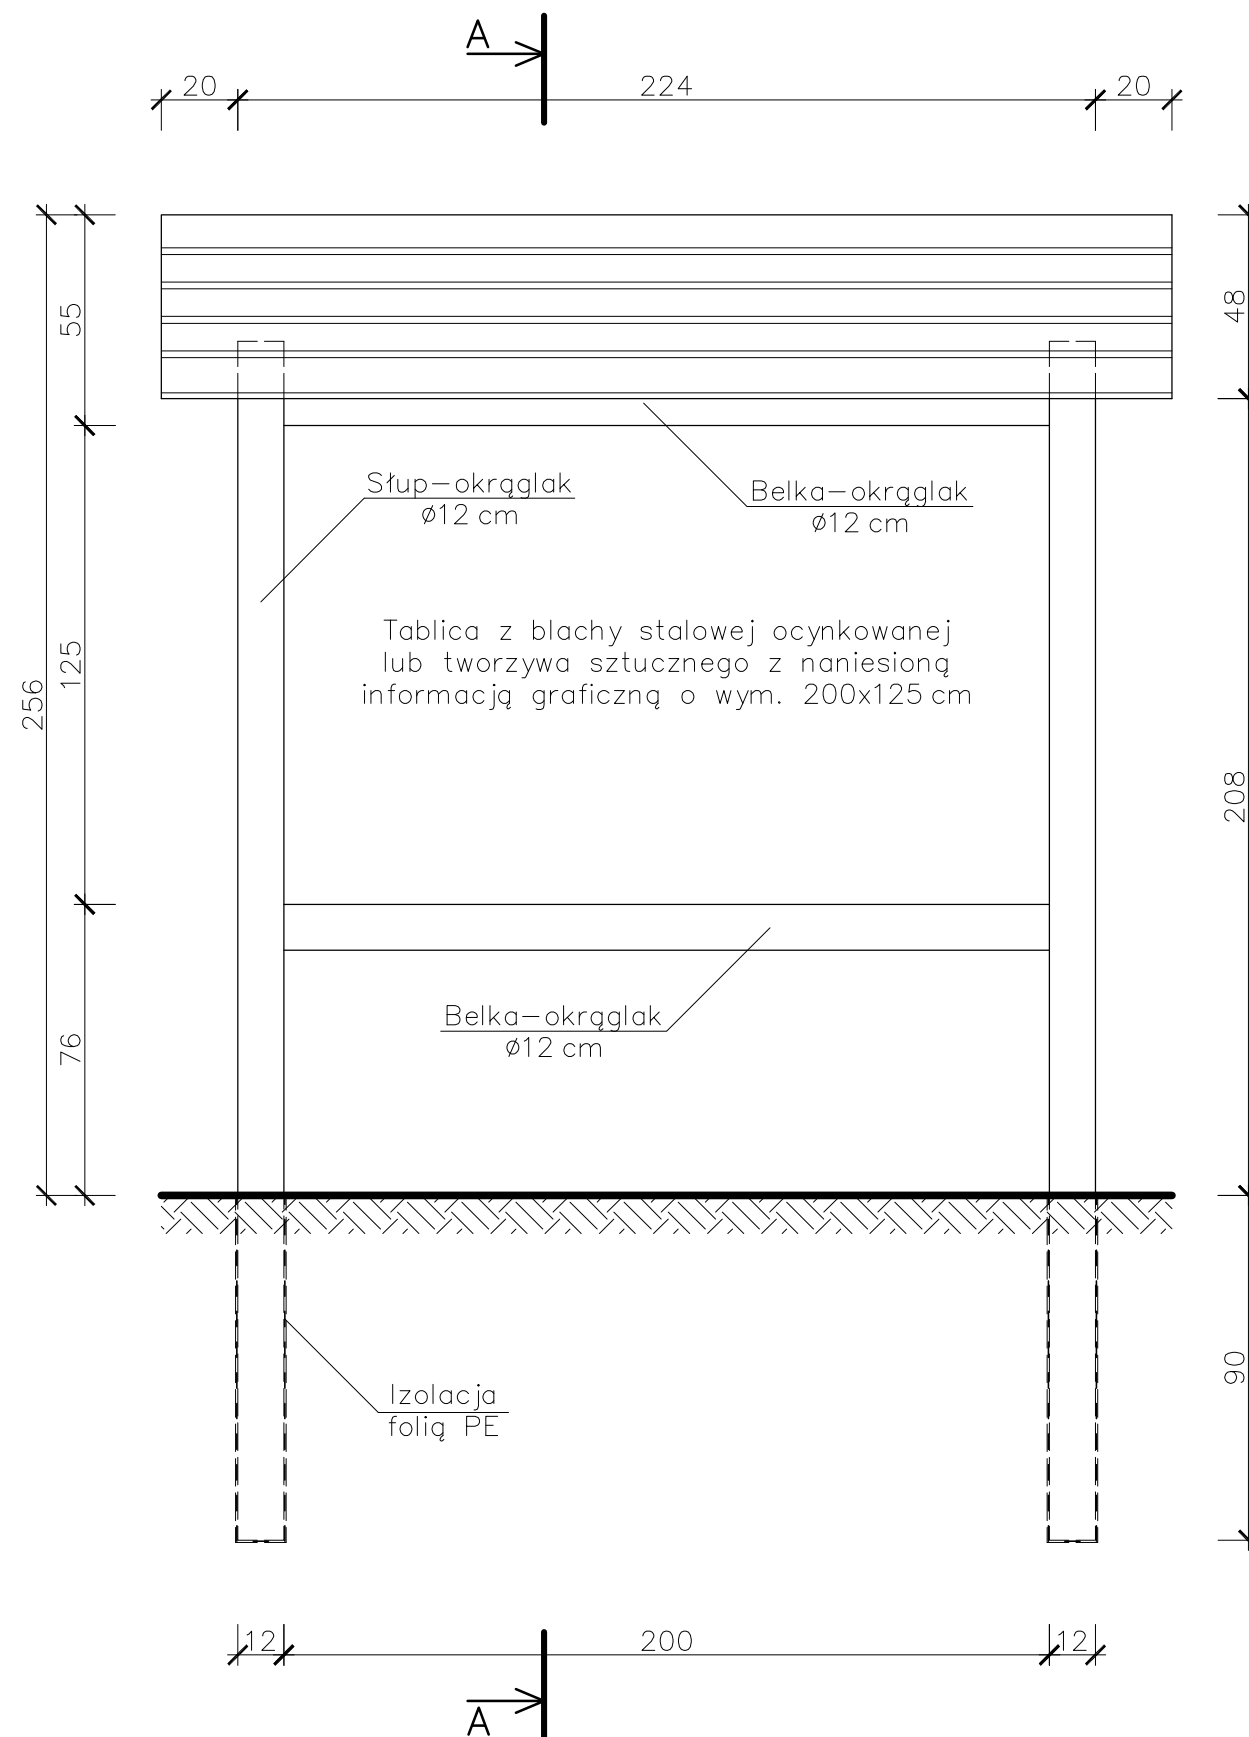 A
20
224
20
55
48
Słup-okrąglak
ø12 cm
Belka-okrąglak
ø12 cm
Tablica z blachy stalowej ocynkowanej
lub tworzywa sztucznego z naniesioną
informacją graficzną o wym. 200x125 cm
125
256
208
Belka-okrąglak
ø12 cm
76
90
Izolacja
folią PE
12
200
12
A